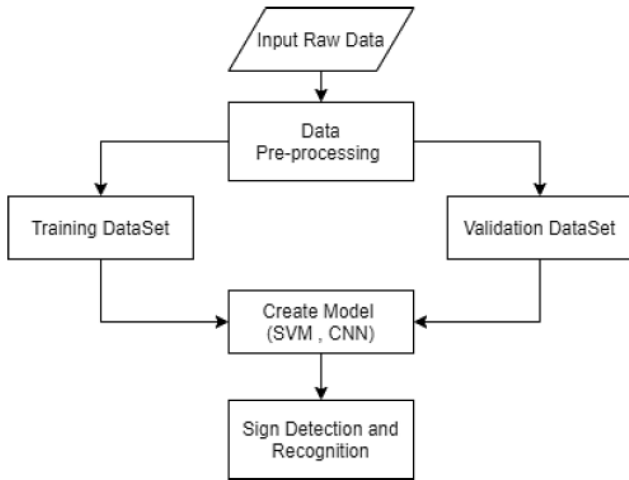 Input Raw Data
Data
Pre-processing
Training DataSet
Validation DataSet
Create Model
(SVM , CNN)
Sign Detection and
Recognition